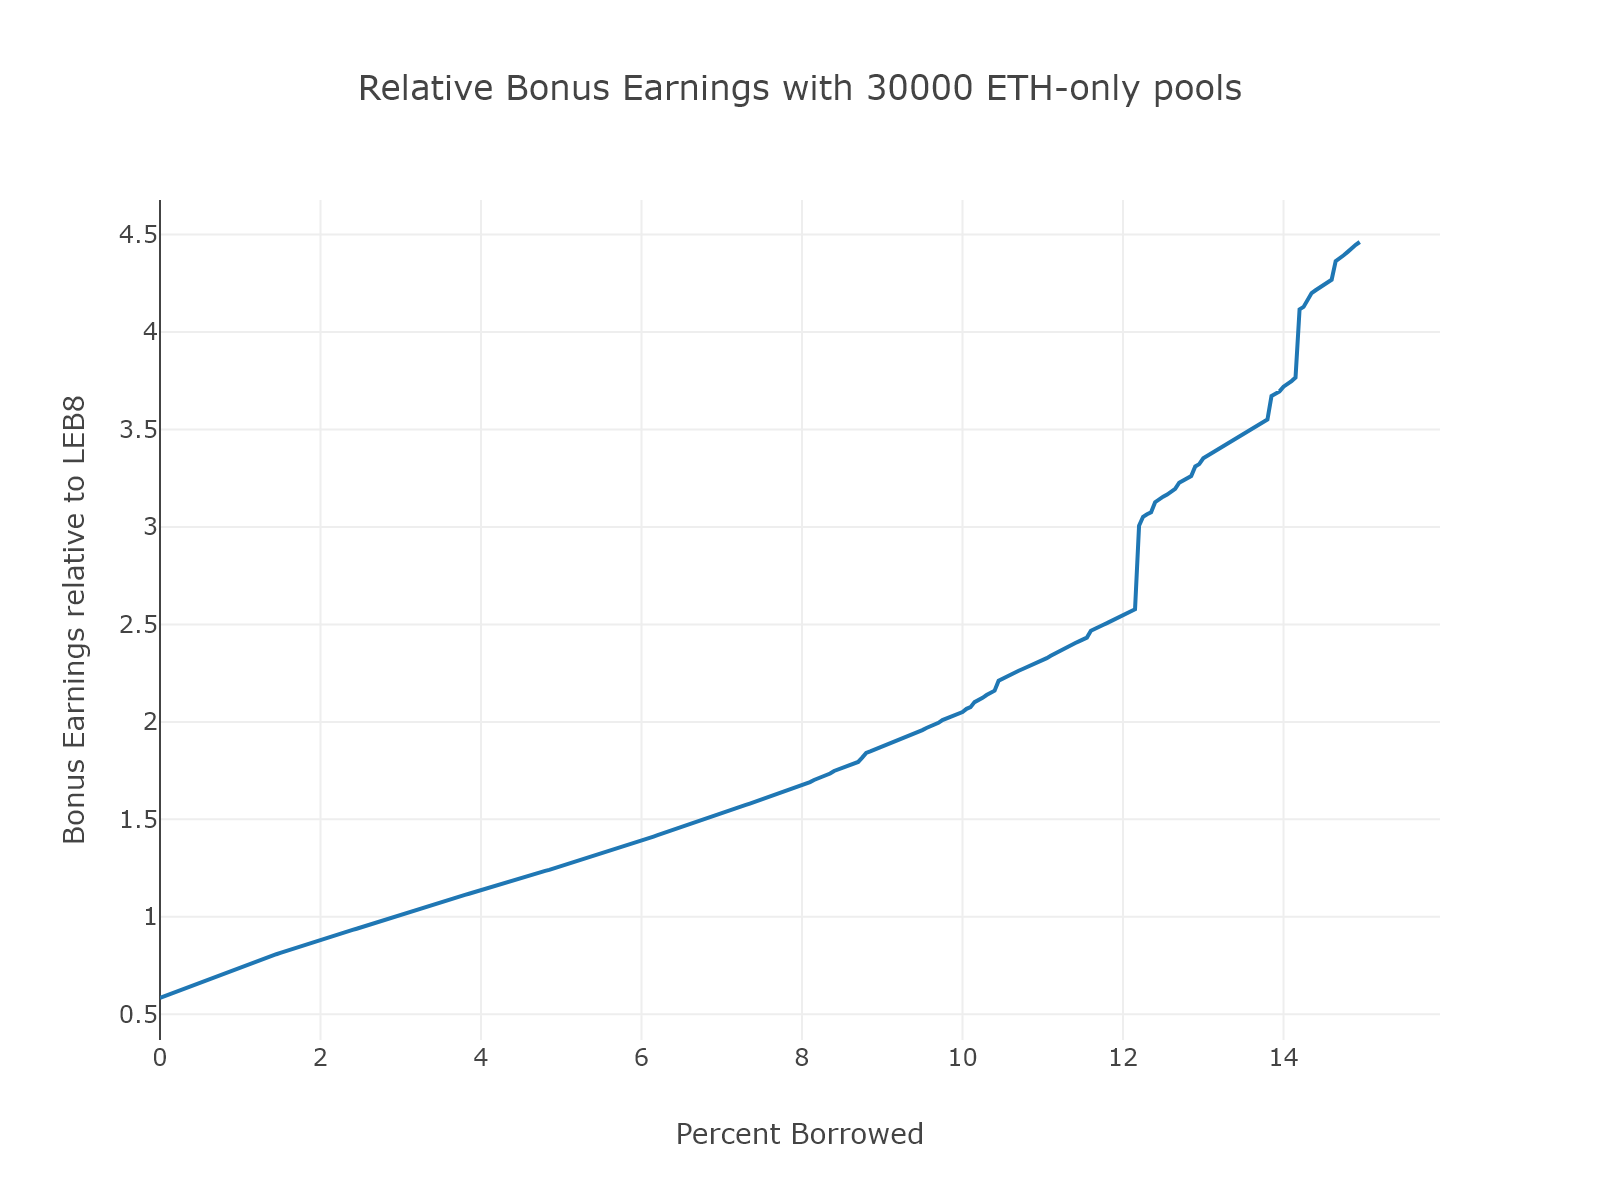 Relative Bonus Earnings with 30000 ETH-only pools
Bonus Earnings relative to LEB8
4.5
4
3.5
3
2.5
2
1.5
1
0.5
0 2 4 6 8 10 12 14
Percent Borrowed